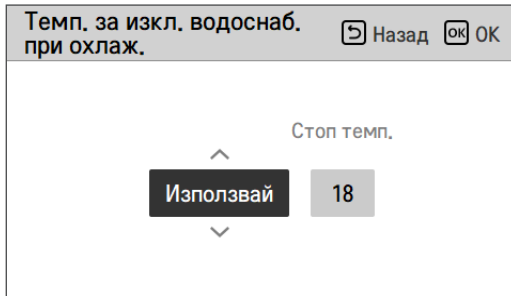 Темп. за изкл. водоснаб.
при охлаж.
Назад OK OK
Стоп темп.
Използвай 18